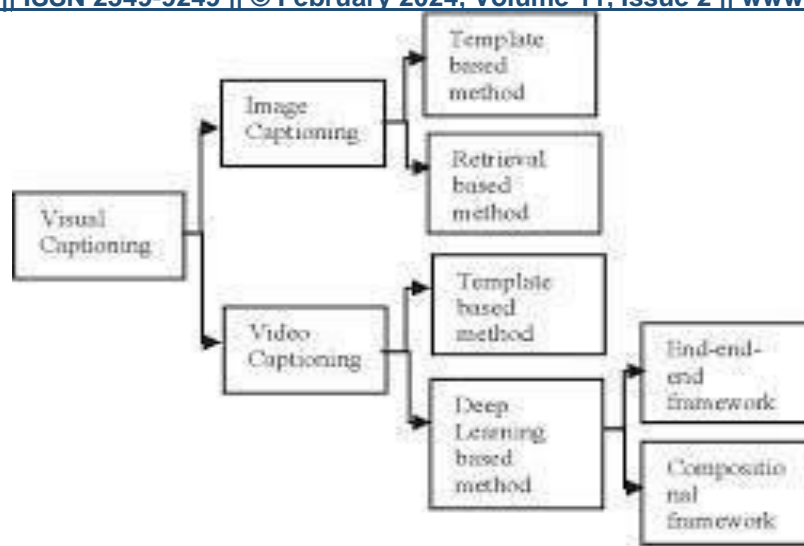 || ISSN 2349-9249 || © February 2024, Volume 11, Issue 2 || www
Template
based
method
Image
Captioning
Retrieval
based
method
Visual
Captioning
Template
based
method
Video
Captioning
End-end-
end
framework
Deep
Learning
based
method
Compositio
nal
framework